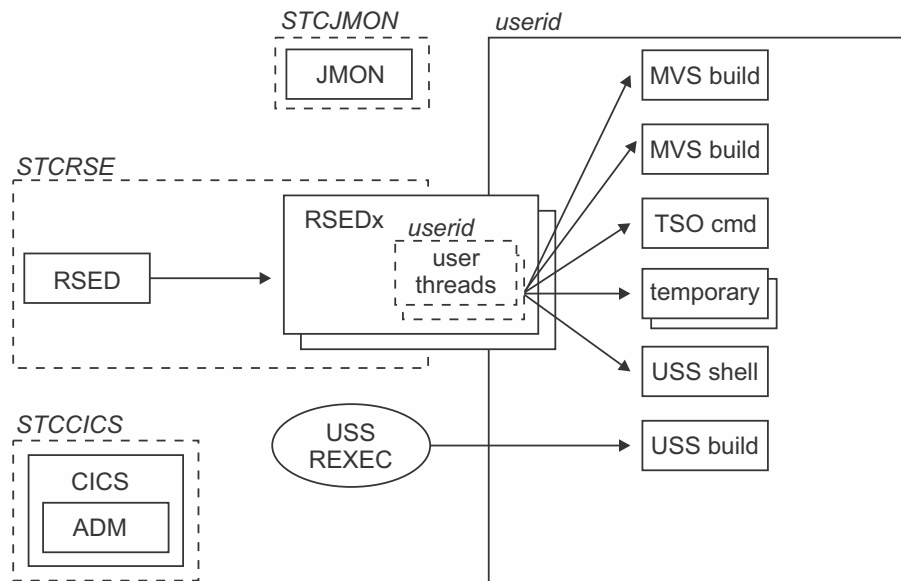 STCJMON
userid
JMON
MVS build
MVS build
STCRSE
RSEDx
userid
user
threads
TSO cmd
RSED
temporary
USS shell
STCCICS
USS
REXEC
USS build
CICS
ADM